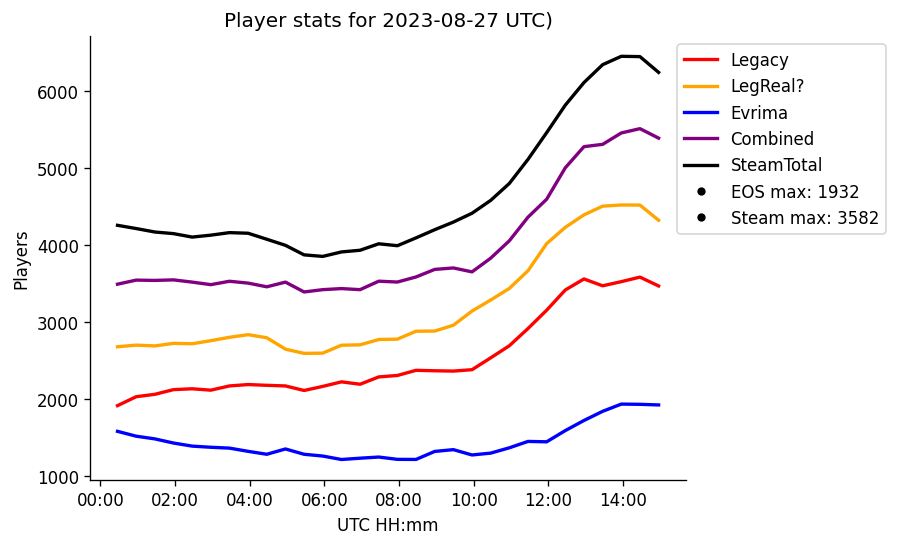 Player stats for 2023-08-27 UTC)
Legacy
LegReal?
Evrima
Combined
SteamTotal
EOS max: 1932
Steam max: 3582
Players
6000
5000
4000
3000
2000
1000
00:00 02:00 04:00 06:00 08:00 10:00 12:00 14:00
UTC HH:mm